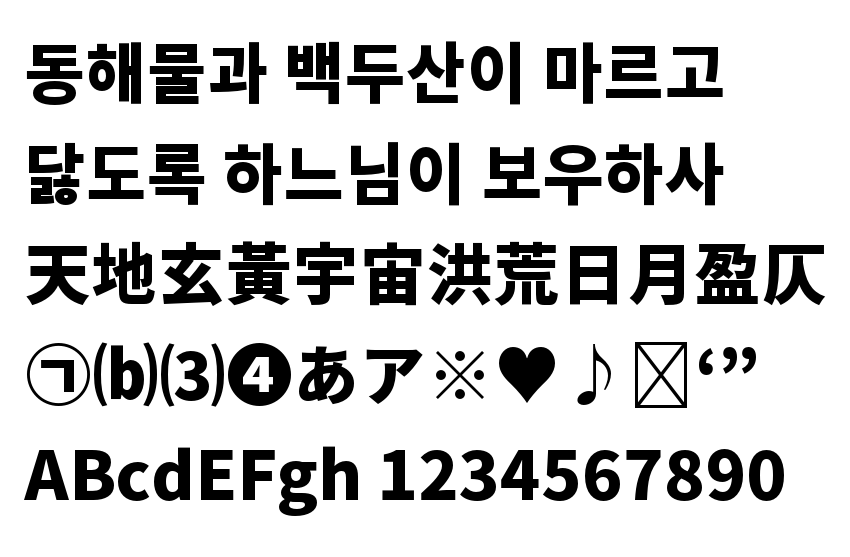 동해물과 백두산이 마르고
닳도록 하느님이 보우하사
天地玄黃宇宙洪荒日月盈仄
㉠⒝⑶❹あア※♥♪ ‘”
ABcdEFgh 1234567890